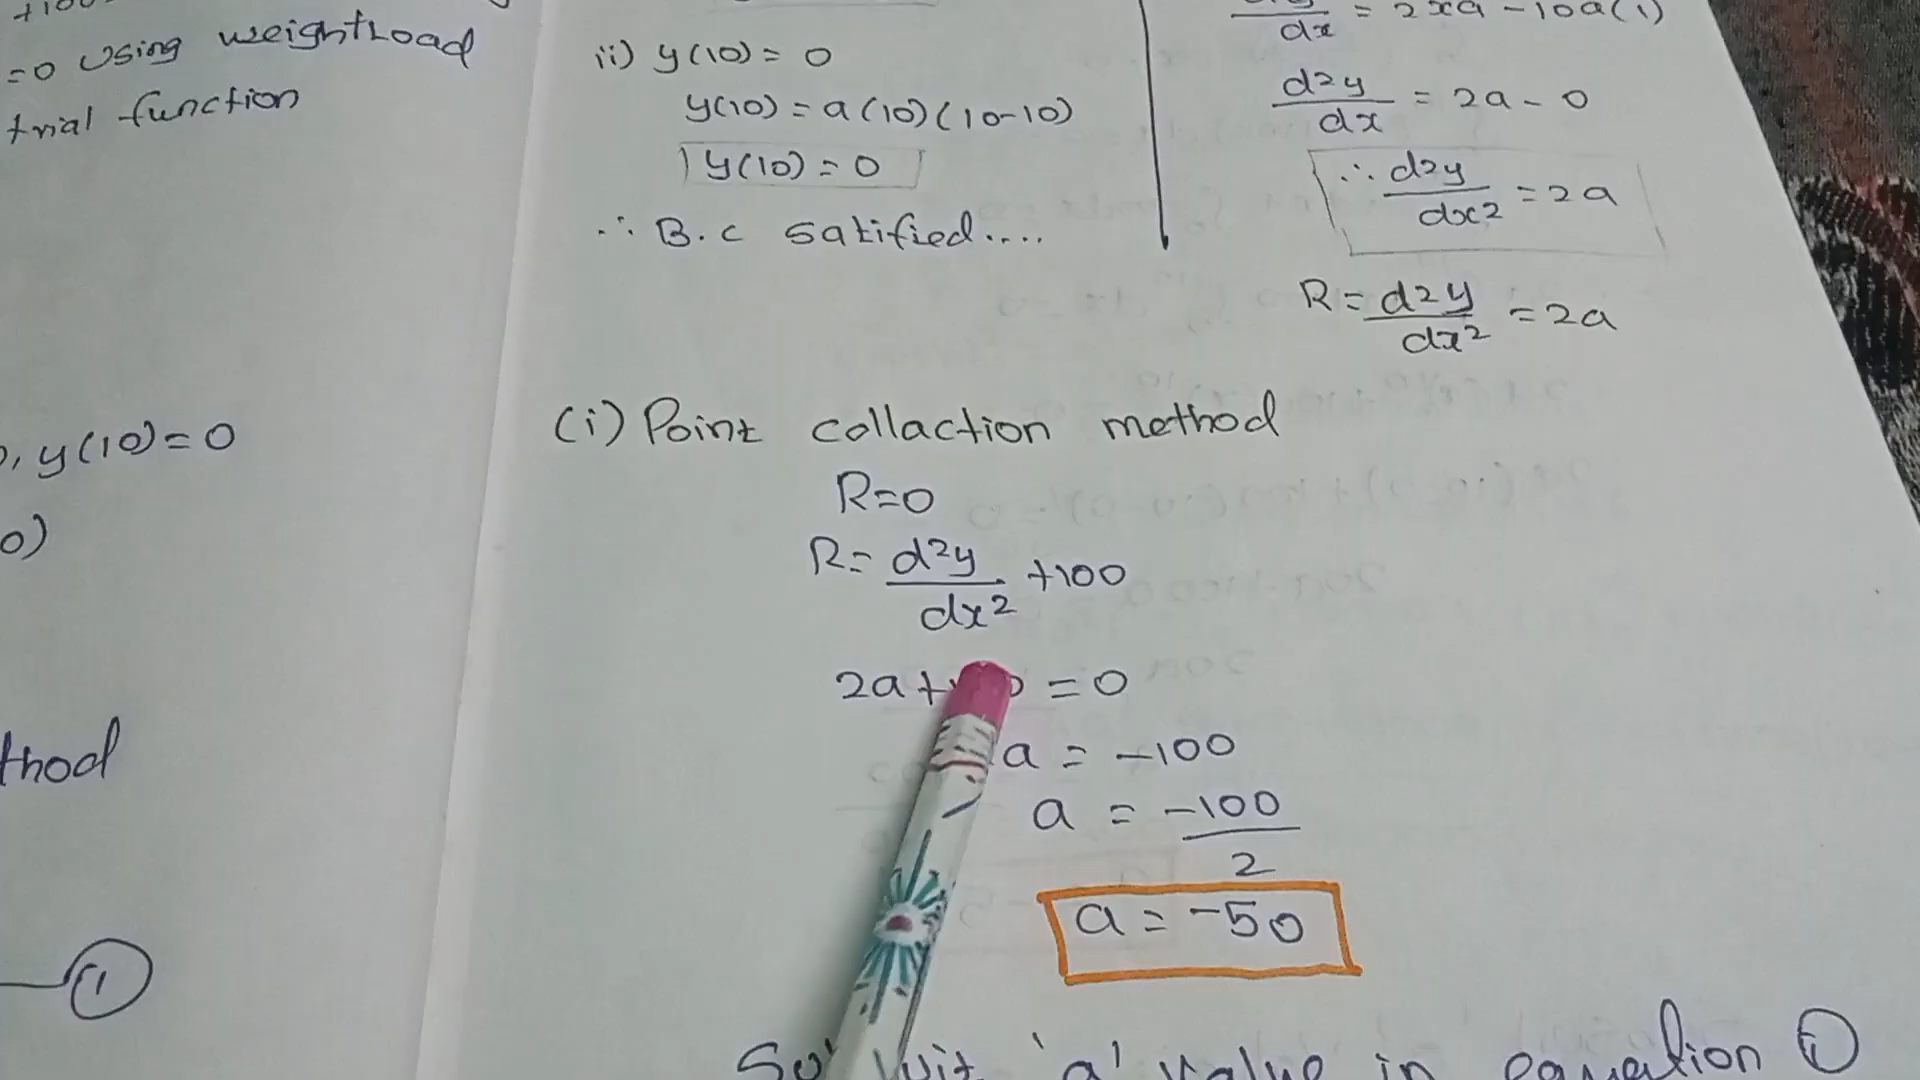 =0 using weightload
trial function
, y(10)=0
0)
thod
1
ii) y(10) = 0
y(10) = a(10)(10-10)
y(10) = 0
∴ B.c satified....
dx = 2xa - 10a(1)
d2y/dx = 2a - 0
∴ d2y/dx2 = 2a
R = d2y/dx2 = 2a
(i) Point collaction method
R=0
R= d2y/dx2 +100
2a+ 0 =0
a = -100
a = -100/2
a = -50
'a' value in equation 1